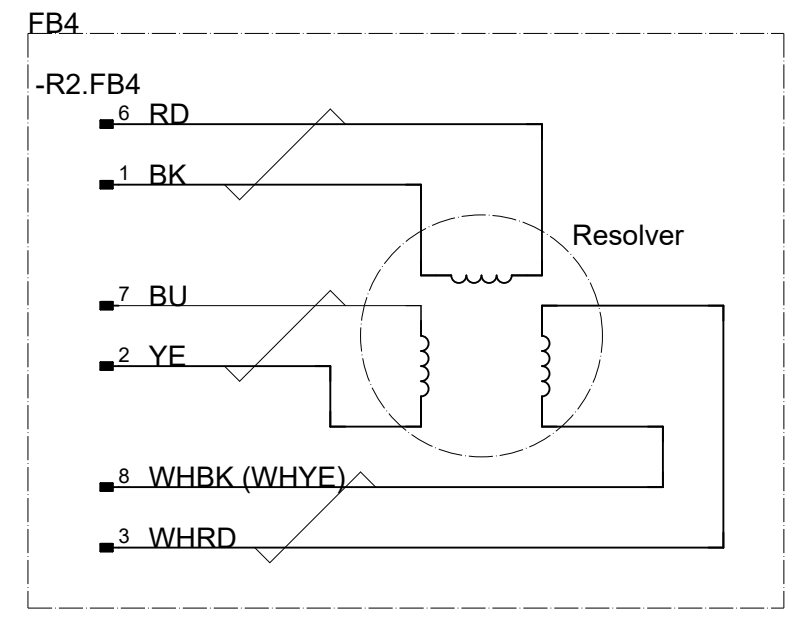 FB4
-R2.FB4
6 RD
1 BK
Resolver
7 BU
2 YE
8 WHBK (WHYE)
3 WHRD